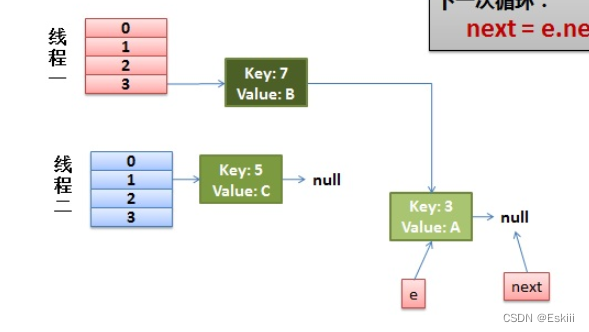 下一次循环：
next = e.ne
线程一
0
1
2
3
Key: 7
Value: B
线程二
0
1
2
3
Key: 5
Value: C
null
Key: 3
Value: A
null
e
next
CSDN @Eskiii